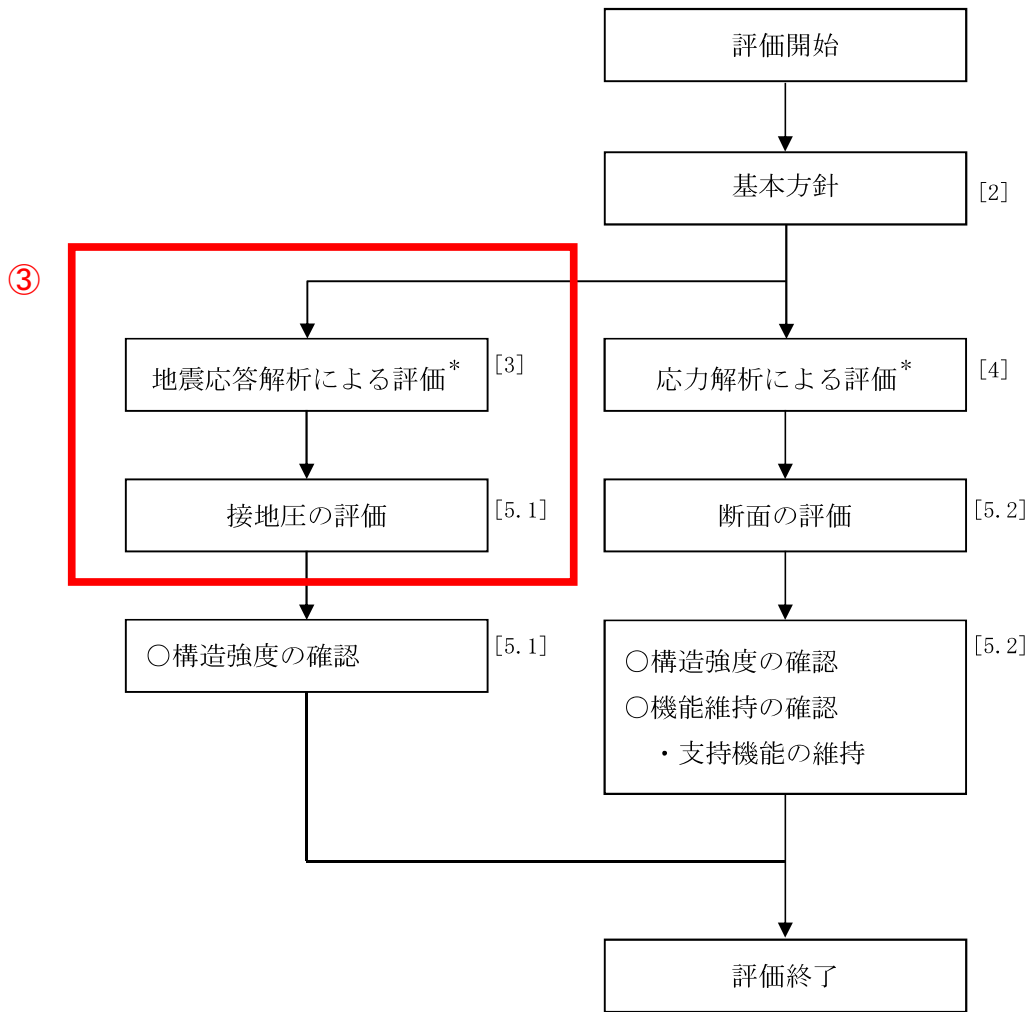 評価開始
基本方針
[2]
③
地震応答解析による評価*
[3]
応力解析による評価*
[4]
接地圧の評価
[5.1]
断面の評価
[5.2]
○構造強度の確認
[5.1]
○構造強度の確認
○機能維持の確認
・支持機能の維持
[5.2]
評価終了